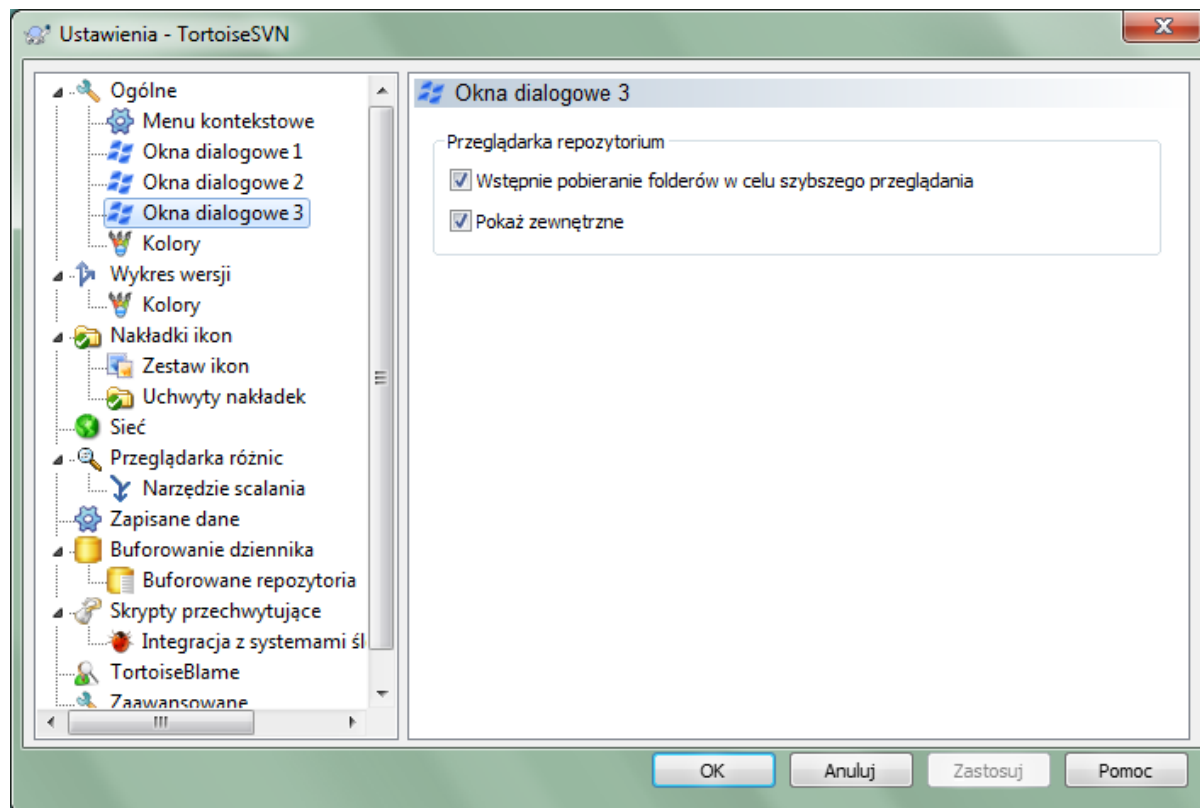 Ustawienia - TortoiseSVN
Ogólne
Menu kontekstowe
Okna dialogowe 1
Okna dialogowe 2
Okna dialogowe 3
Kolory
Wykres wersji
Kolory
Nakładki ikon
Zestaw ikon
Uchwyty nakładek
Sieć
Przeglądarka różnic
Narzędzie scalania
Zapisane dane
Buforowanie dziennika
Buforowane repozytoria
Skrypty przechwytujące
Integracja z systemami śl
TortoiseBlame
Zaawansowane
Okna dialogowe 3
Przeglądarka repozytorium
Wstępnie pobieranie folderów w celu szybszego przeglądania
Pokaż zewnętrzne
OK
Anuluj
Zastosuj
Pomoc